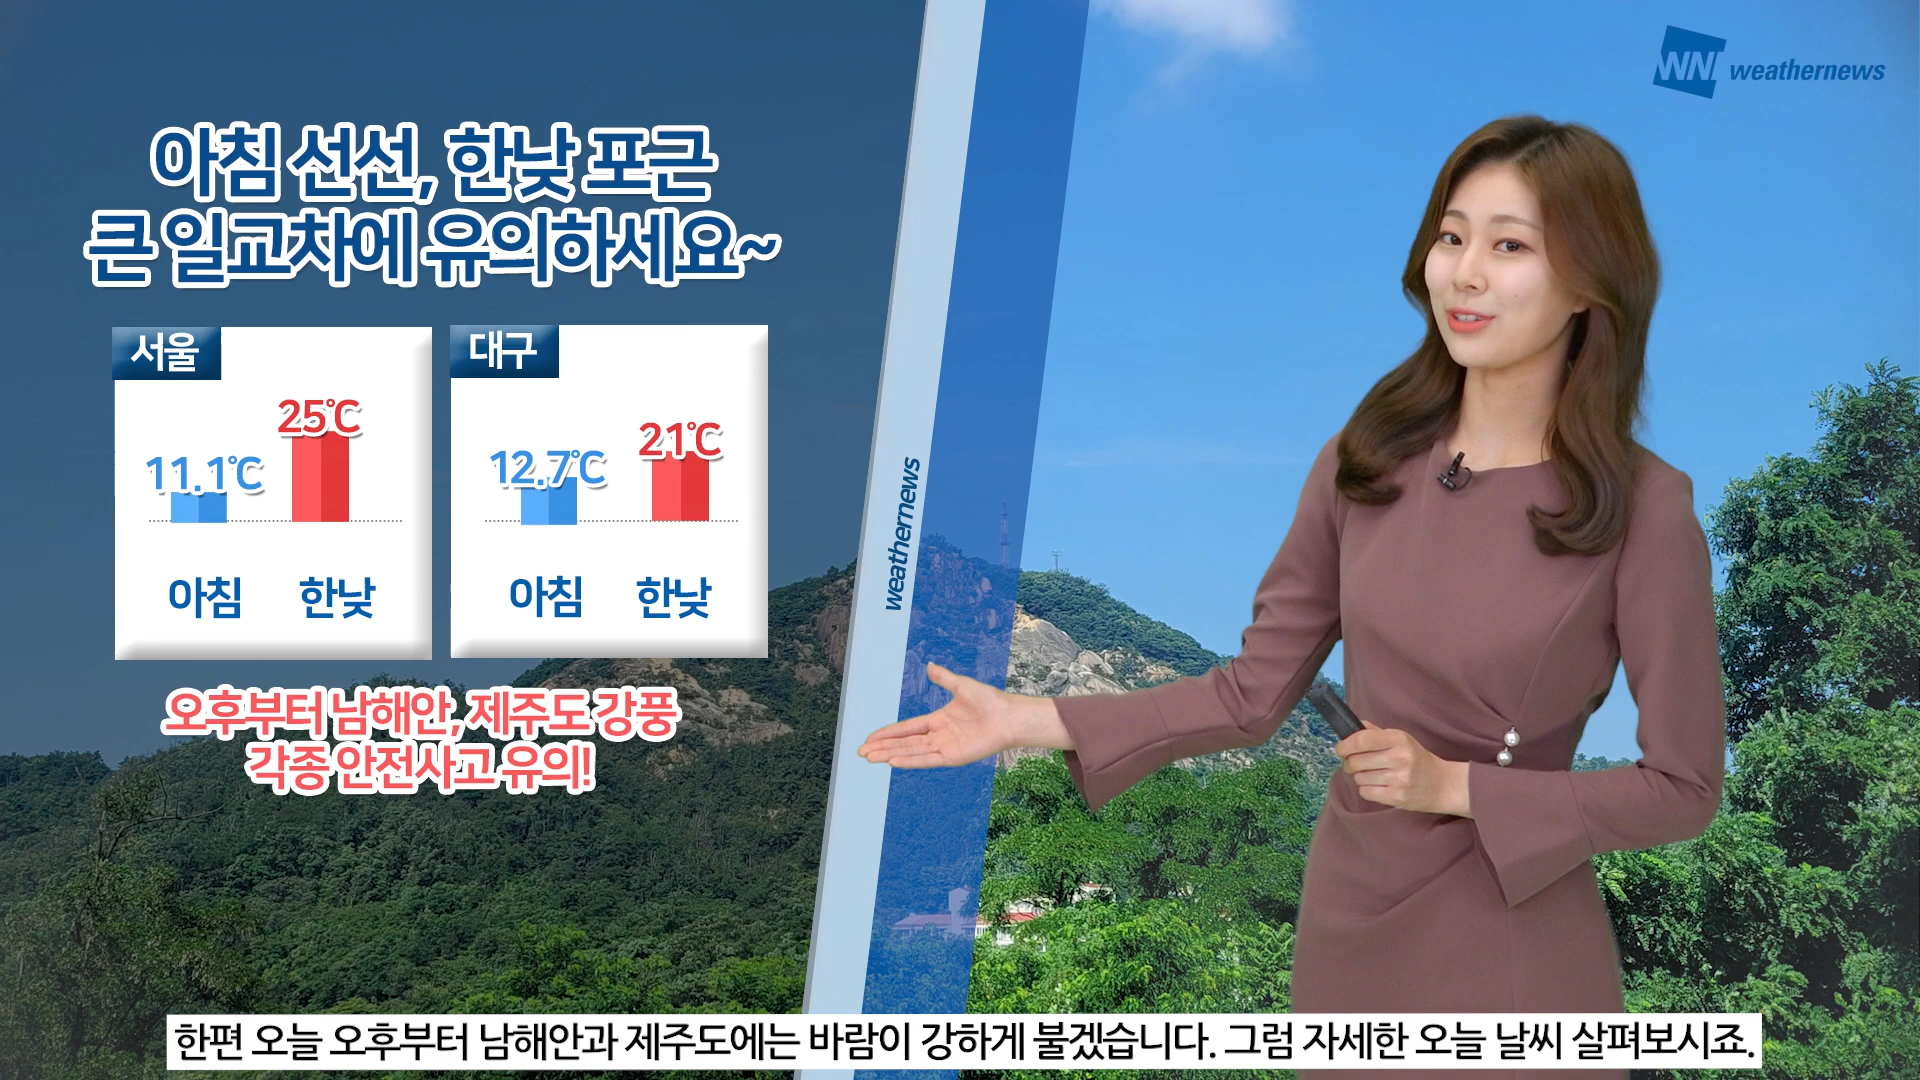 WN weathernews
아침 선선, 한낮 포근
큰 일교차에 유의하세요~
서울
25℃
11.1℃
아침 한낮
대구
21℃
12.7℃
아침 한낮
weathernews
오후부터 남해안, 제주도 강풍
각종 안전사고 유의!
한편 오늘 오후부터 남해안과 제주도에는 바람이 강하게 불겠습니다. 그럼 자세한 오늘 날씨 살펴보시죠.